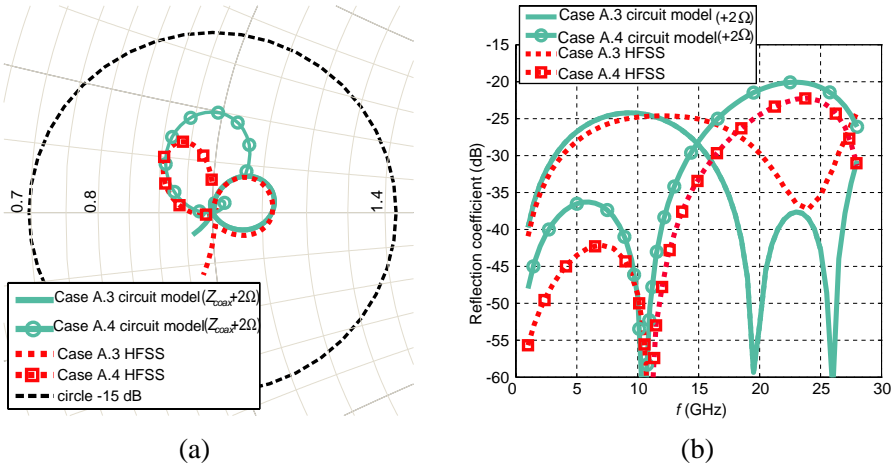 0.7
0.8
1.4
Case A.3 circuit model(Zcoax+2Ω)
Case A.4 circuit model(Zcoax+2Ω)
Case A.3 HFSS
Case A.4 HFSS
circle -15 dB
(a)
Case A.3 circuit model (+2Ω)
Case A.4 circuit model(+2Ω)
Case A.3 HFSS
Case A.4 HFSS
Reflection coefficient (dB)
-15
-20
-25
-30
-35
-40
-45
-50
-55
-60
0 5 10 15 20 25 30
f (GHz)
(b)